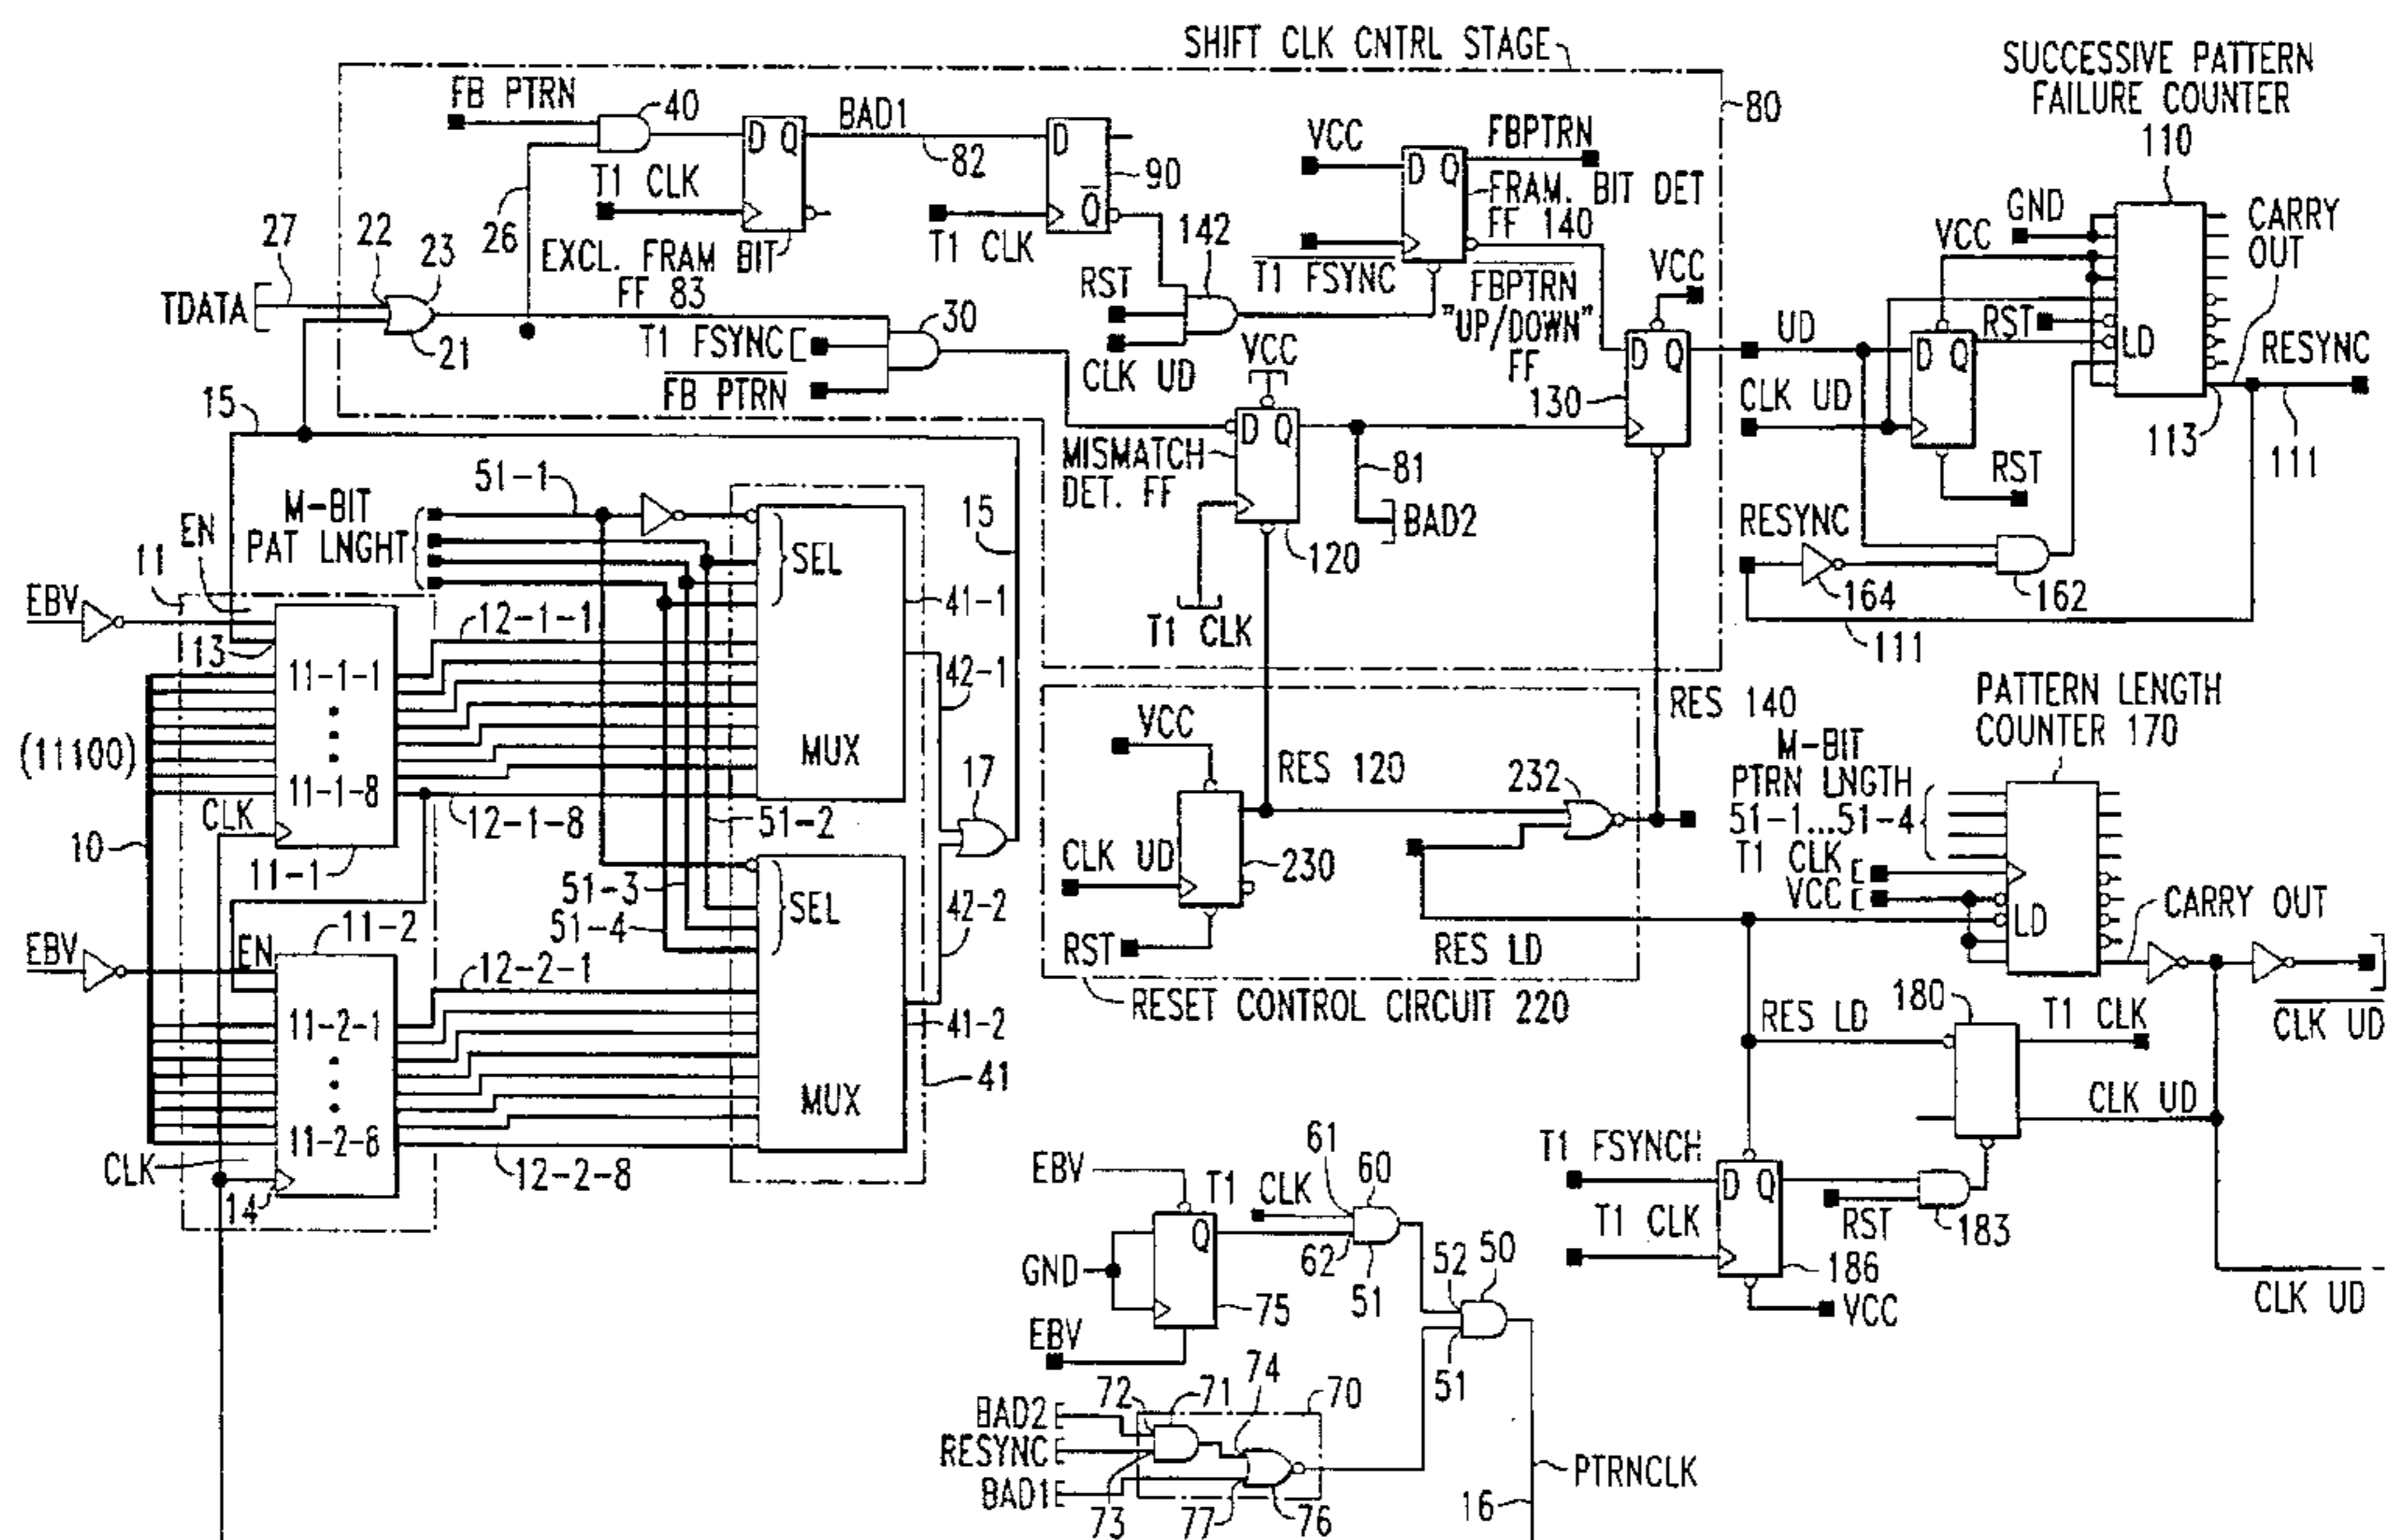 SHIFT CLK CNTRL STAGE
80
FB PTRN
40
D Q
BAD1
82
D
Q̅
90
T1 CLK
26
EXCL. FRAM BIT
FF 83
T1 CLK
142
VCC
D Q
FBPTRN
FRAM. BIT DET
FF 140
T1 FSYNC
FBPTRN
"UP/DOWN"
FF
130
VCC
RST
CLK UD
27
22
23
21
TDATA
T1 FSYNC
FB PTRN
30
VCC
D Q
MISMATCH
DET. FF
120
T1 CLK
81
BAD2
D Q
UD
CLK UD
D Q
VCC
RST
SUCCESSIVE PATTERN
FAILURE COUNTER
110
GND
RST
LD
CARRY
OUT
RESYNC
113
111
RESYNC
164
162
111
15
51-1
M-BIT
PAT LNGHT
EN
11
EBV
13
11-1-1
11-1-8
CLK
11-1
(11100)
10
12-1-1
12-1-8
SEL
MUX
41-1
42-1
15
17
51-2
51-3
51-4
EBV
EN
11-2
11-2-1
11-2-6
CLK
14
12-2-1
12-2-8
SEL
MUX
42-2
41-2
41
VCC
RES 120
CLK UD
230
RST
232
RES LD
RES 140
RESET CONTROL CIRCUIT 220
PATTERN LENGTH
COUNTER 170
M-BIT
PTRN LNGTH
51-1...51-4
T1 CLK
VCC
LD
CARRY OUT
CLK UD
180
RES LD
T1 CLK
CLK UD
T1 FSYNCH
T1 CLK
D Q
RST
183
186
VCC
CLK UD
EBV
T1 CLK
61
60
62
51
Q
GND
75
EBV
52
50
51
72
71
74
70
BAD2
RESYNC
BAD1
73
77
76
16
PTRNCLK